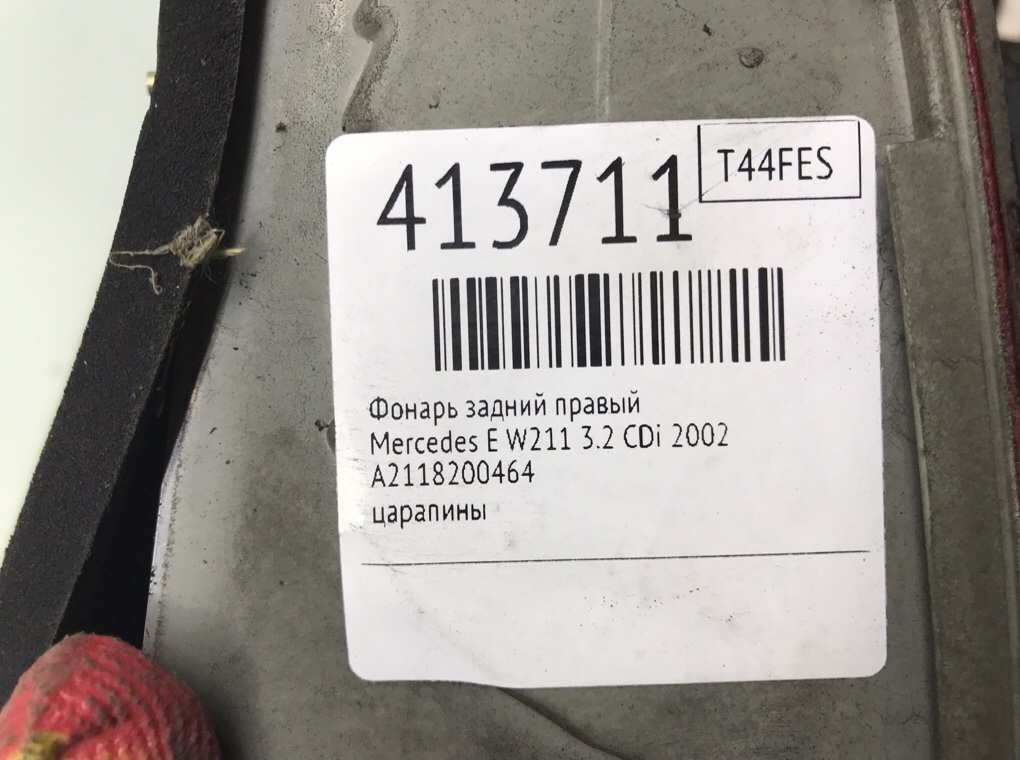 413711
T44FES
Фонарь задний правый
Mercedes E W211 3.2 CDi 2002
A2118200464
царапины